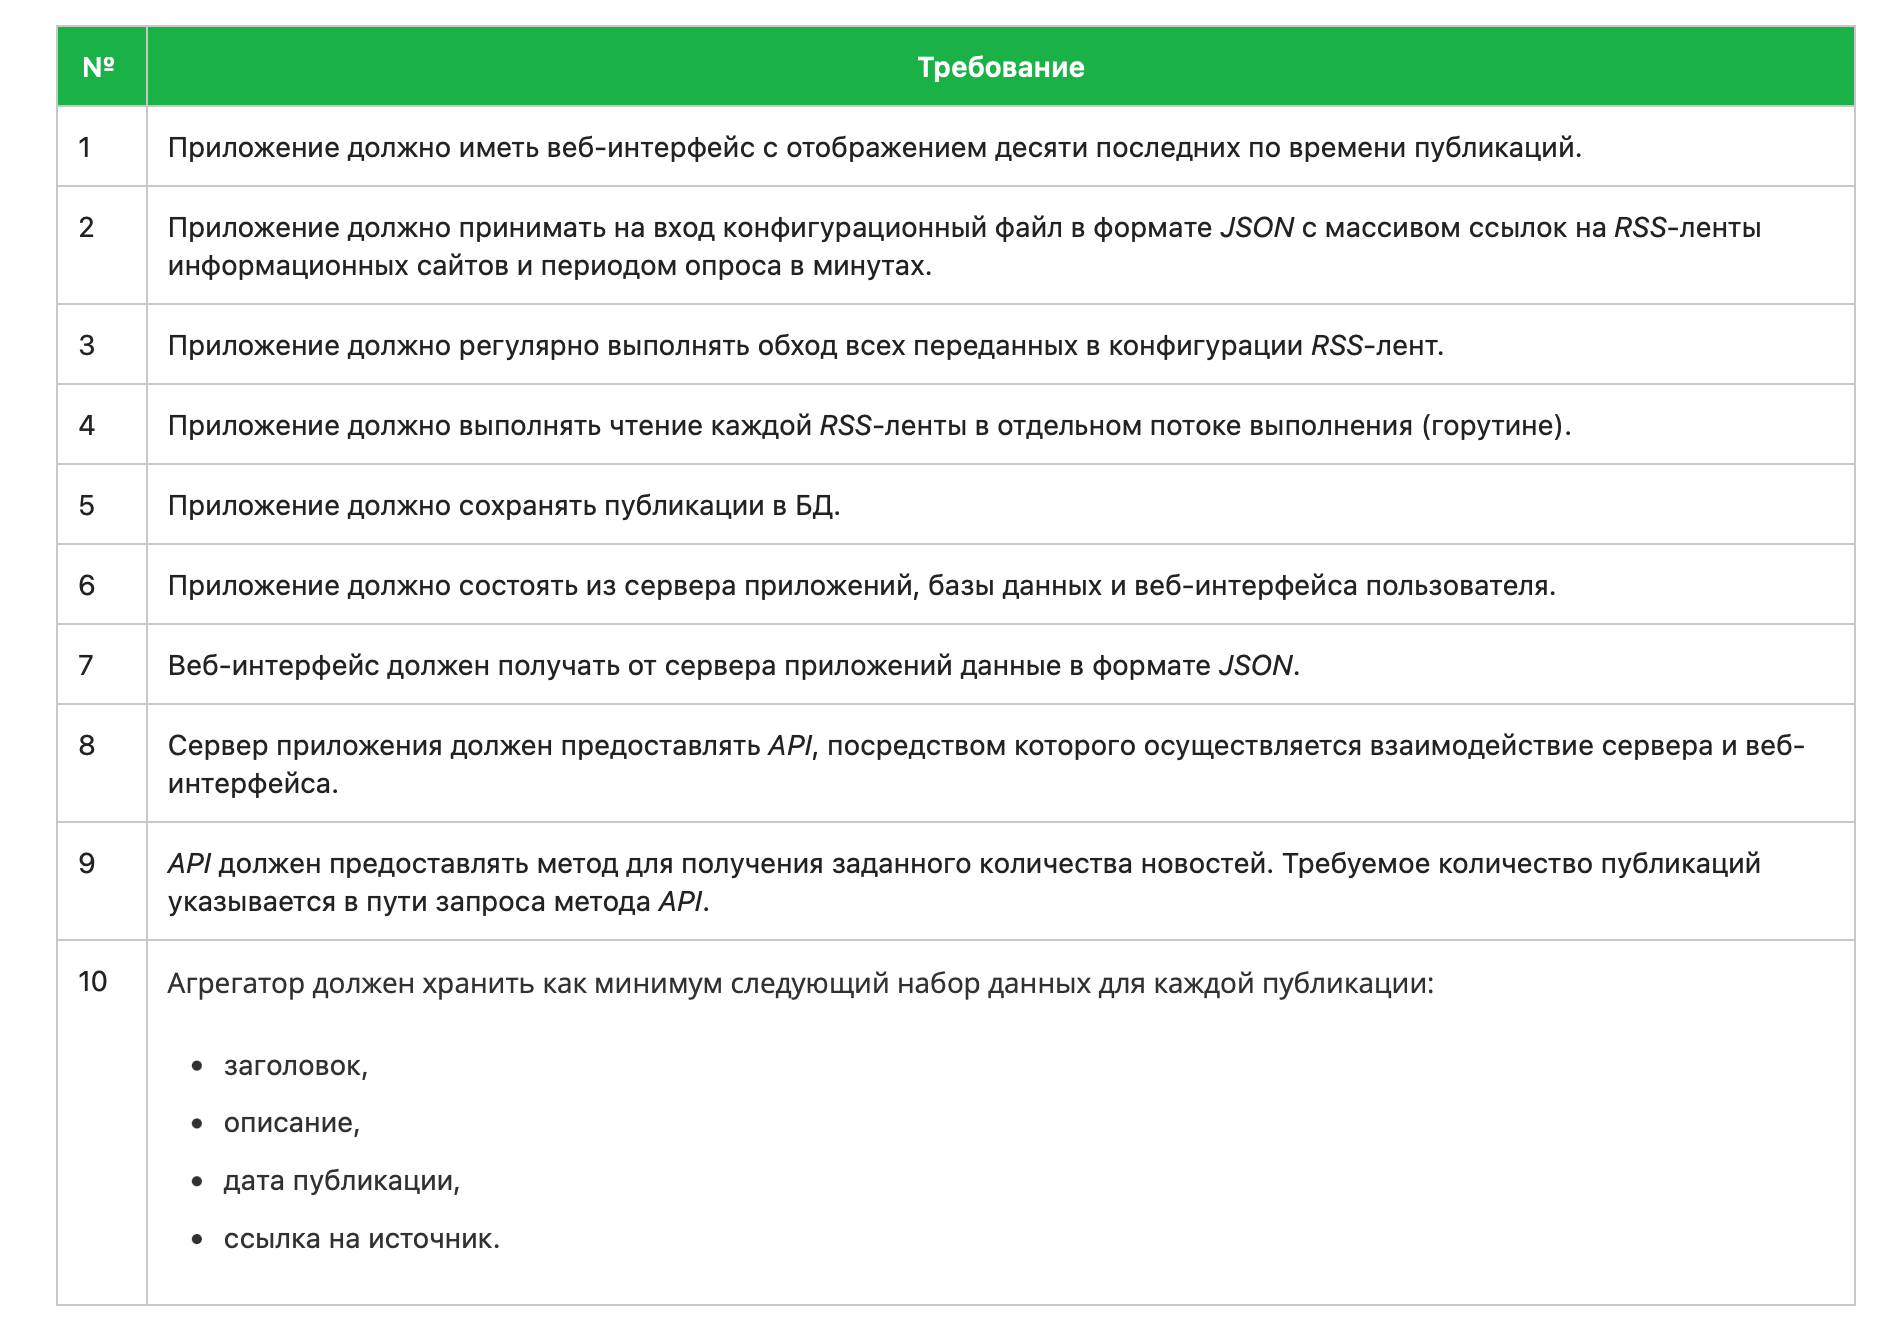 № Требование
1 Приложение должно иметь веб-интерфейс с отображением десяти последних по времени публикаций.
2 Приложение должно принимать на вход конфигурационный файл в формате JSON с массивом ссылок на RSS-ленты
информационных сайтов и периодом опроса в минутах.
3 Приложение должно регулярно выполнять обход всех переданных в конфигурации RSS-лент.
4 Приложение должно выполнять чтение каждой RSS-ленты в отдельном потоке выполнения (горутине).
5 Приложение должно сохранять публикации в БД.
6 Приложение должно состоять из сервера приложений, базы данных и веб-интерфейса пользователя.
7 Веб-интерфейс должен получать от сервера приложений данные в формате JSON.
8 Сервер приложения должен предоставлять API, посредством которого осуществляется взаимодействие сервера и веб-
интерфейса.
9 API должен предоставлять метод для получения заданного количества новостей. Требуемое количество публикаций
указывается в пути запроса метода API.
10 Агрегатор должен хранить как минимум следующий набор данных для каждой публикации:
• заголовок,
• описание,
• дата публикации,
• ссылка на источник.